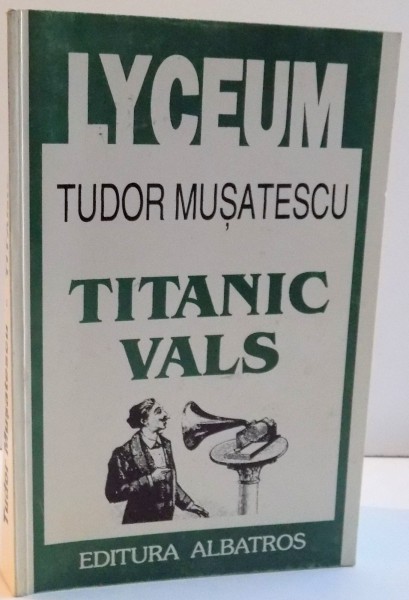 LYCEUM
TUDOR MUȘATESCU
TITANIC
VALS
EDITURA ALBATROS
Tudor Mușatescu